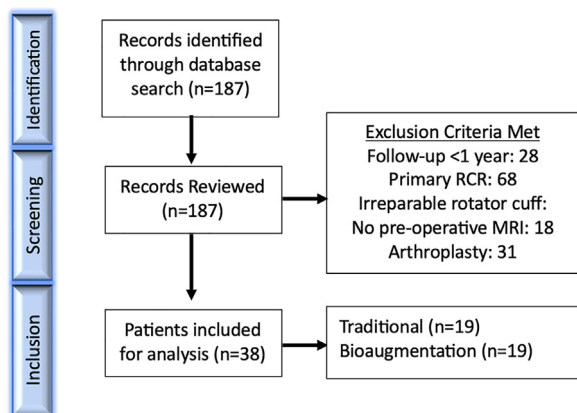 Identification
Records identified
through database
search (n=187)
Screening
Records Reviewed
(n=187)
Exclusion Criteria Met
Follow-up <1 year: 28
Primary RCR: 68
Irreparable rotator cuff:
No pre-operative MRI: 18
Arthroplasty: 31
Inclusion
Patients included
for analysis (n=38)
Traditional (n=19)
Bioaugmentation (n=19)